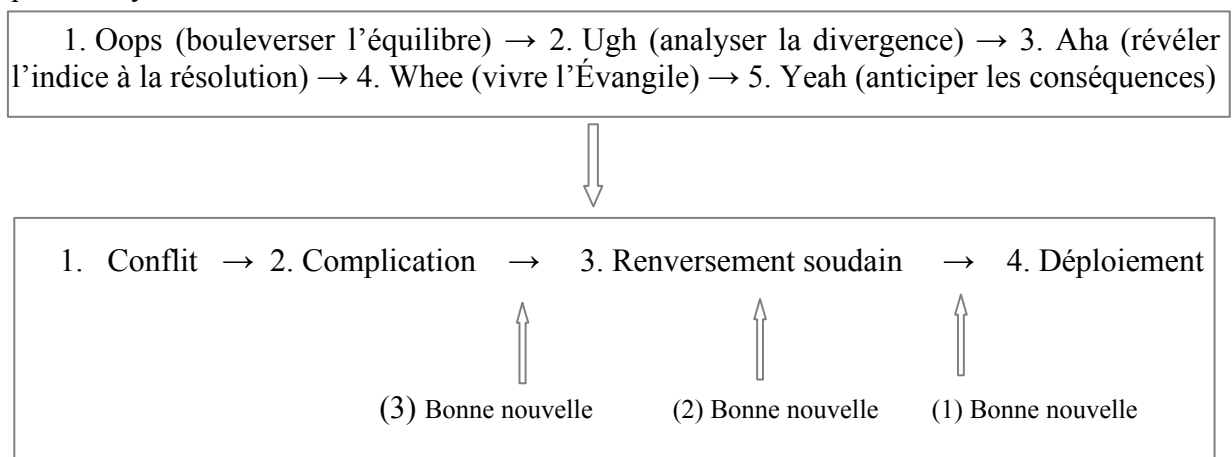 1. Oops (bouleverser l’équilibre) → 2. Ugh (analyser la divergence) → 3. Aha (révéler
l’indice à la résolution) → 4. Whee (vivre l’Évangile) → 5. Yeah (anticiper les conséquences)
1. Conflit → 2. Complication → 3. Renversement soudain → 4. Déploiement
(3) Bonne nouvelle (2) Bonne nouvelle (1) Bonne nouvelle